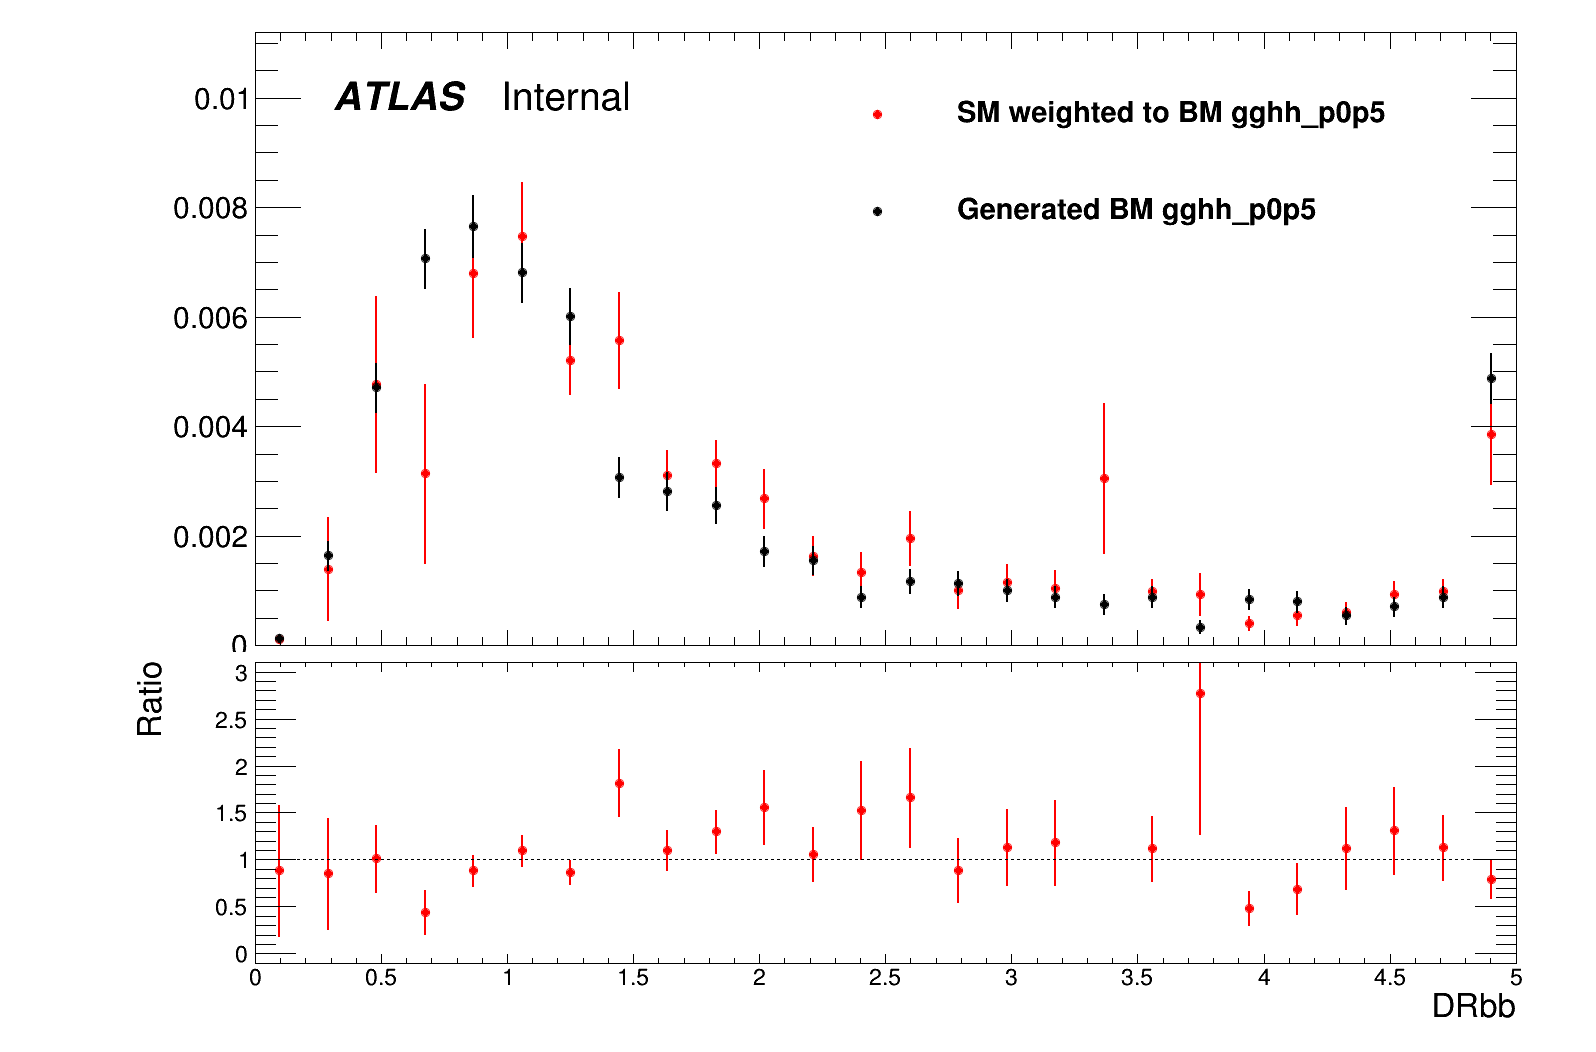 ATLAS Internal
SM weighted to BM gghh_p0p5
Generated BM gghh_p0p5
0.01
0.008
0.006
0.004
0.002
0
Ratio
3
2.5
2
1.5
1
0.5
0
0 0.5 1 1.5 2 2.5 3 3.5 4 4.5 5
DRbb